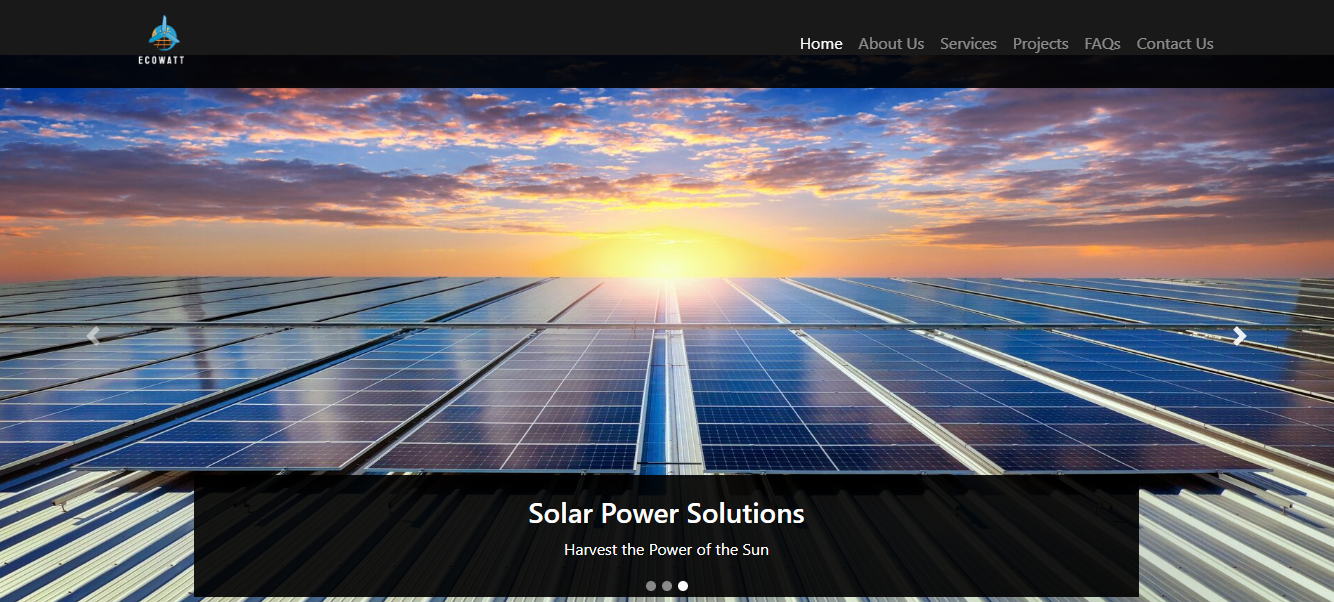 ECOWATT
Home About Us Services Projects FAQs Contact Us
Solar Power Solutions
Harvest the Power of the Sun